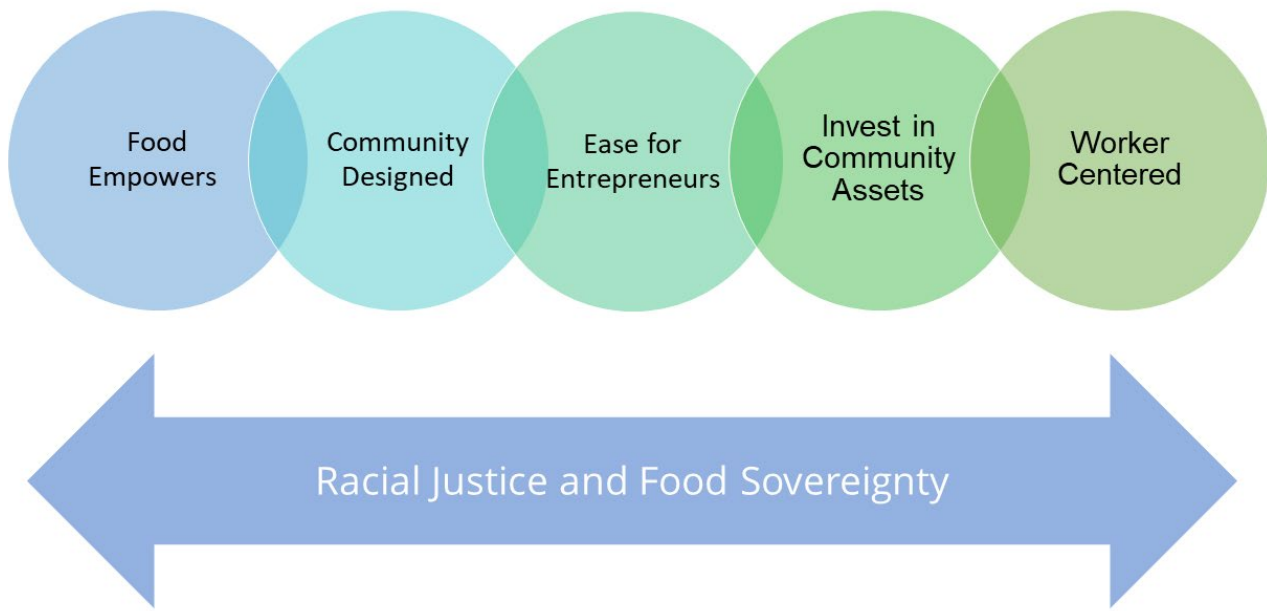 Food
Empowers
Community
Designed
Ease for
Entrepreneurs
Invest in
Community
Assets
Worker
Centered
Racial Justice and Food Sovereignty